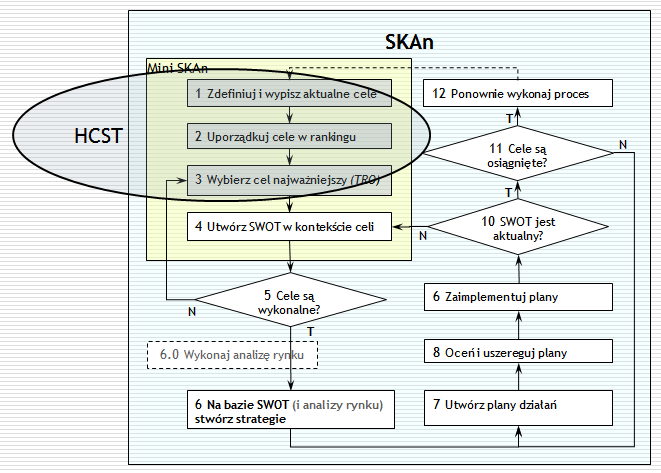 SKAn
Mini SKAn
HCST
1 Zdefiniuj i wypisz aktualne cele
2 Uporządkuj cele w rankingu
3 Wybierz cel najważniejszy (TRO)
4 Utwórz SWOT w kontekście celi
5 Cele są
wykonalne?
N
T
6.0 Wykonaj analizę rynku
6 Na bazie SWOT (i analizy rynku)
stwórz strategie
7 Utwórz plany działań
8 Oceń i uszereguj plany
6 Zaimplementuj plany
10 SWOT jest
aktualny?
N
T
11 Cele są
osiągnięte?
N
T
12 Ponownie wykonaj proces